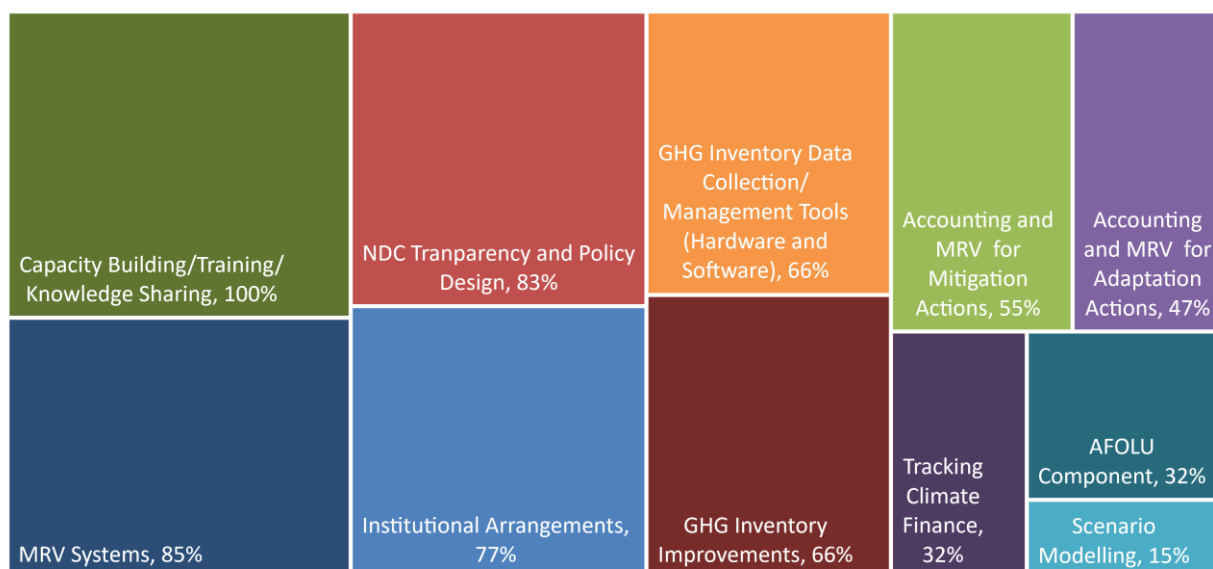 Capacity Building/Training/
Knowledge Sharing, 100%
MRV Systems, 85%
NDC Tranparency and Policy
Design, 83%
Institutional Arrangements,
77%
GHG Inventory Data
Collection/
Management Tools
(Hardware and
Software), 66%
GHG Inventory
Improvements, 66%
Accounting and
MRV for
Mitigation
Actions, 55%
Accounting
and MRV for
Adaptation
Actions, 47%
Tracking
Climate
Finance,
32%
AFOLU
Component, 32%
Scenario
Modelling, 15%